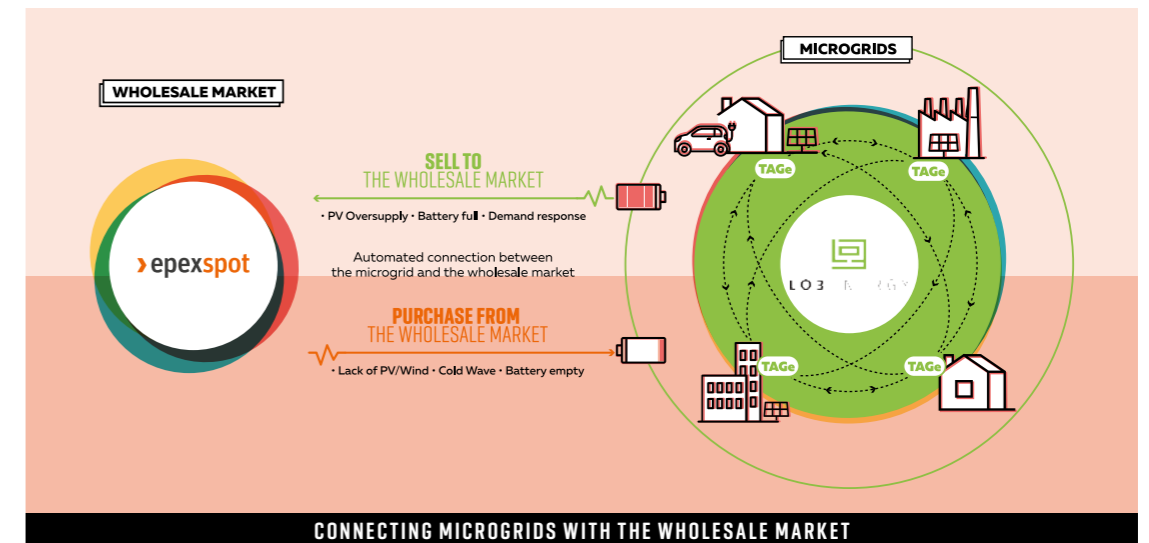 MICROGRIDS
WHOLESALE MARKET
SELL TO
THE WHOLESALE MARKET
• PV Oversupply • Battery full • Demand response
Automated connection between
the microgrid and the wholesale market
PURCHASE FROM
THE WHOLESALE MARKET
• Lack of PV/Wind • Cold Wave • Battery empty
epexspot
TAGe
TAGe
LO3
TAGe
TAGe
CONNECTING MICROGRIDS WITH THE WHOLESALE MARKET